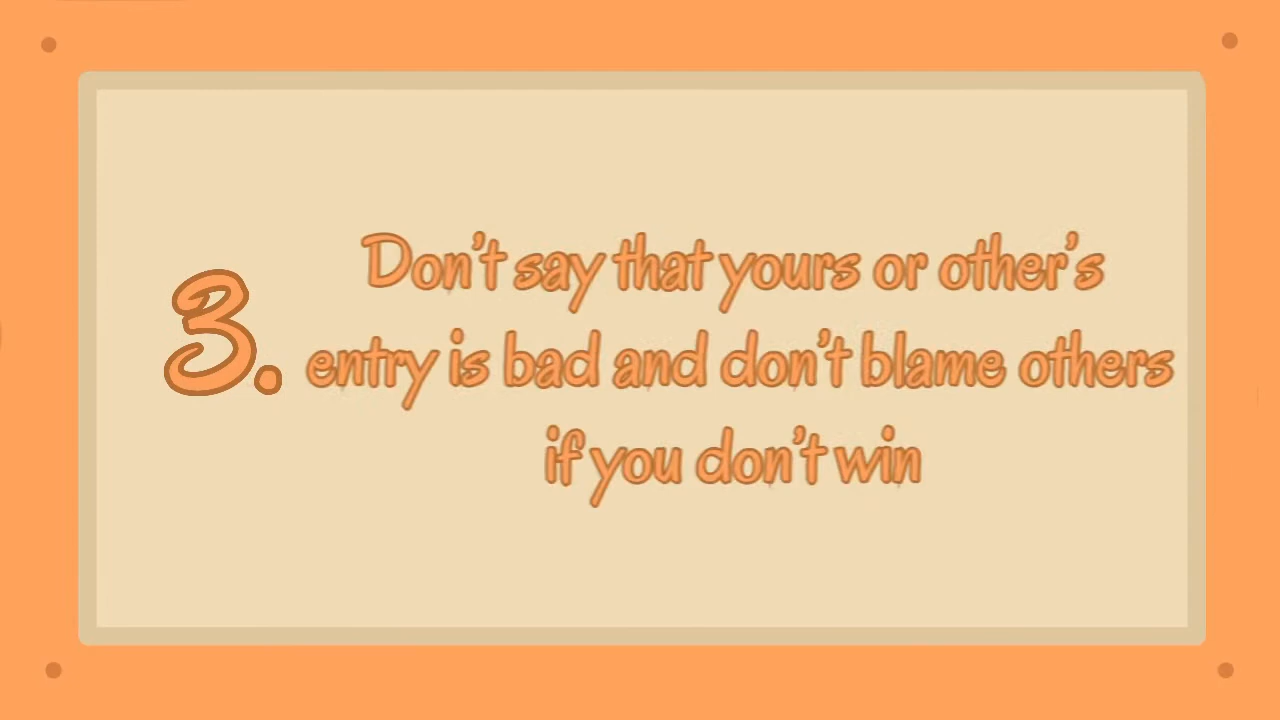 3.
Don't say that yours or other's
entry is bad and don't blame others
if you don't win